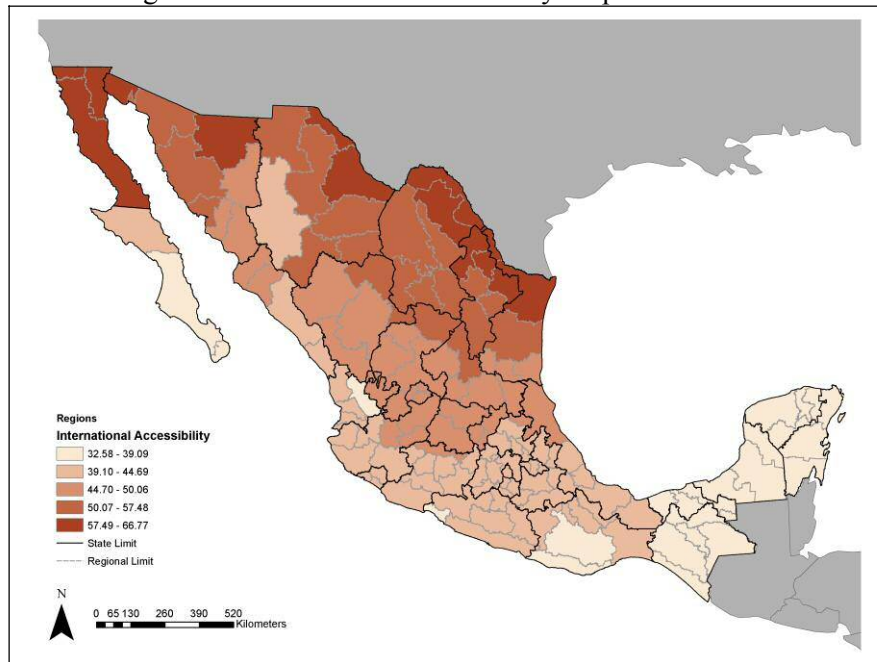 Regions
International Accessibility
32.58 - 39.09
39.10 - 44.69
44.70 - 50.06
50.07 - 57.48
57.49 - 66.77
State Limit
Regional Limit
N
0 65 130 260 390 520
Kilometers